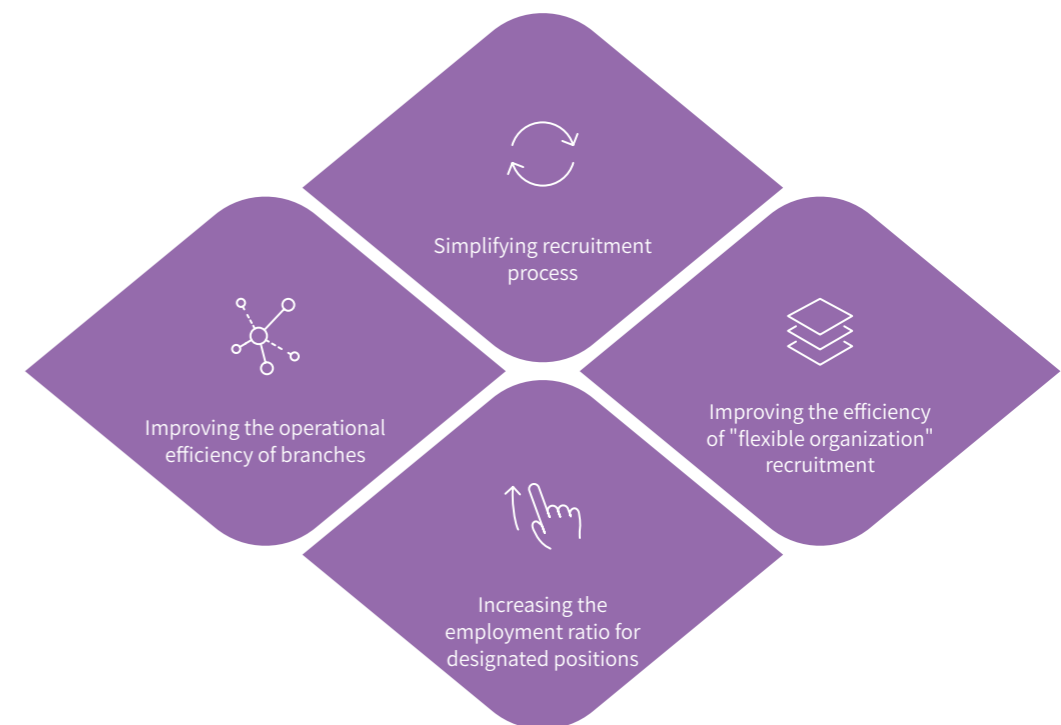 Simplifying recruitment
process
Improving the operational
efficiency of branches
Improving the efficiency
of "flexible organization"
recruitment
Increasing the
employment ratio for
designated positions